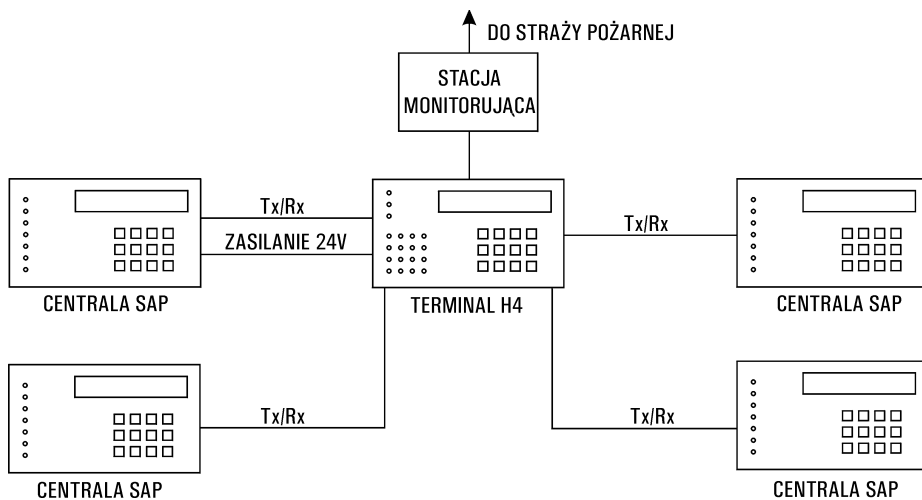 DO STRAŻY POŻARNEJ
STACJA
MONITORUJĄCA
Tx/Rx
ZASILANIE 24V
Tx/Rx
CENTRALA SAP
TERMINAL H4
CENTRALA SAP
Tx/Rx
Tx/Rx
CENTRALA SAP
CENTRALA SAP